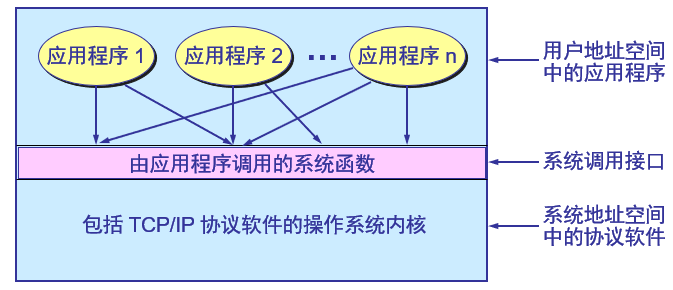 应用程序 1
应用程序 2
…
应用程序 n
用户地址空间
中的应用程序
由应用程序调用的系统函数
系统调用接口
包括 TCP/IP 协议软件的操作系统内核
系统地址空间
中的协议软件